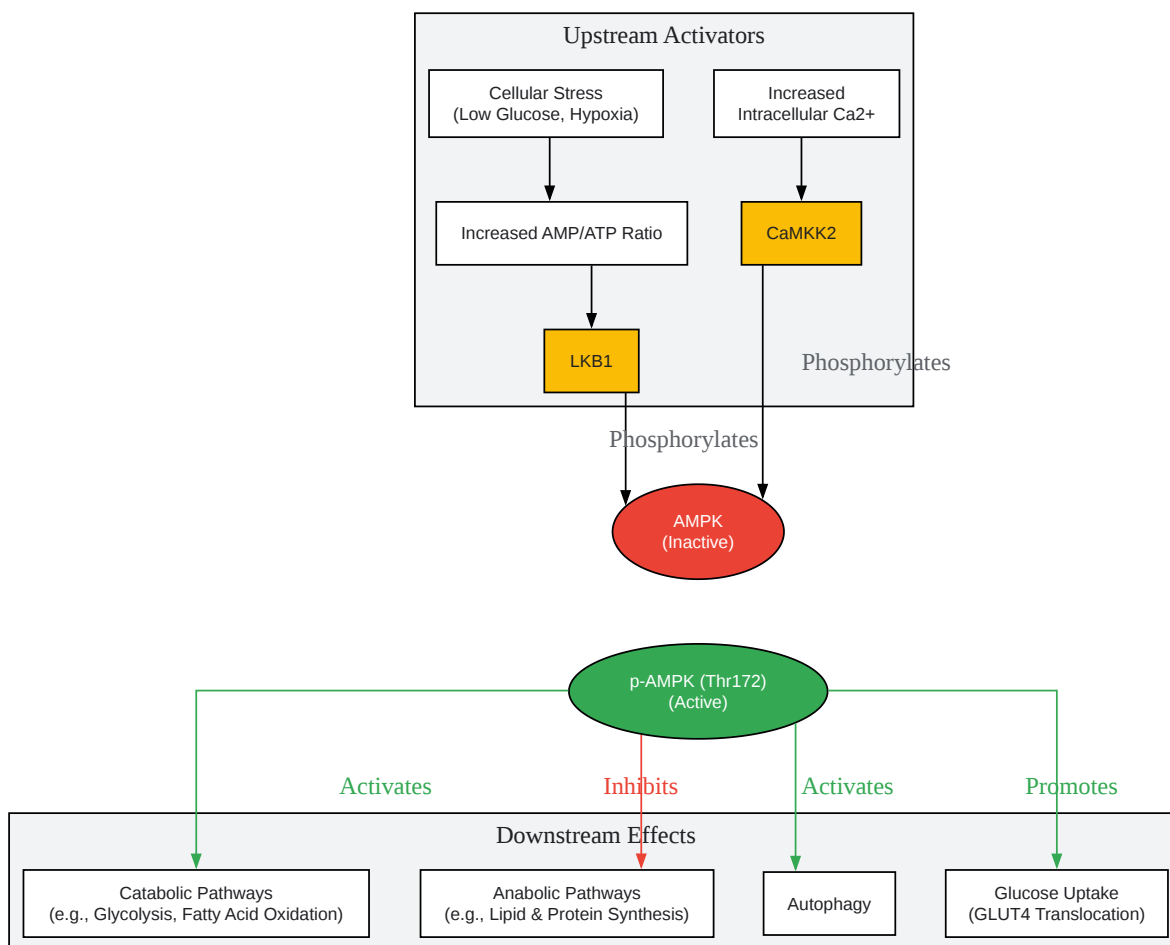 Upstream Activators
Cellular Stress
(Low Glucose, Hypoxia)
Increased
Intracellular Ca2+
Increased AMP/ATP Ratio
CaMKK2
LKB1
Phosphorylates
Phosphorylates
AMPK
(Inactive)
p-AMPK (Thr172)
(Active)
Activates
Inhibits
Activates
Promotes
Downstream Effects
Catabolic Pathways
(e.g., Glycolysis, Fatty Acid Oxidation)
Anabolic Pathways
(e.g., Lipid & Protein Synthesis)
Autophagy
Glucose Uptake
(GLUT4 Translocation)